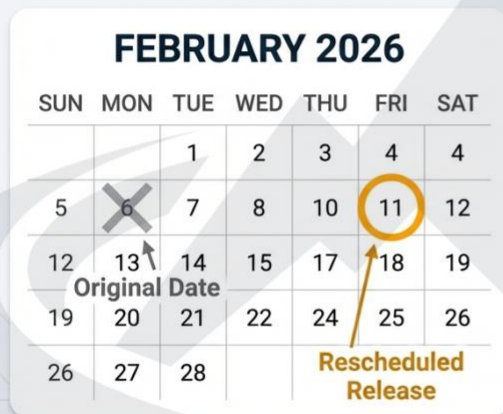 FEBRUARY 2026
SUN MON TUE WED THU FRI SAT
1 2 3 4 4
5 6 7 8 10 11 12
12 13 14 15 17 18 19
Original Date
19 20 21 22 24 25 26
26 27 28
Rescheduled
Release